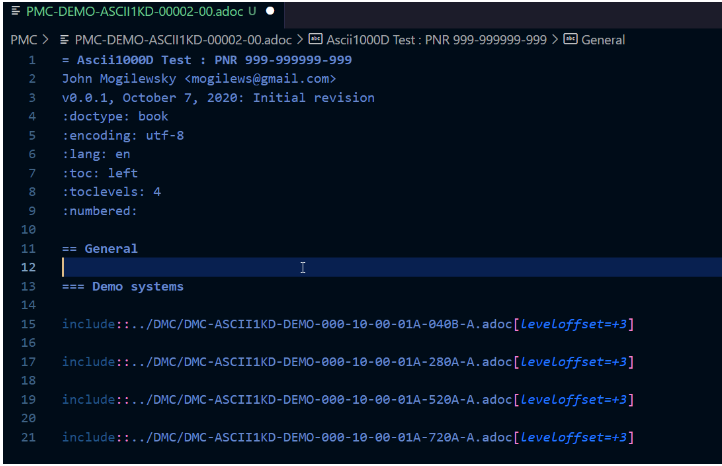 PMC-DEMO-ASCII1KD-00002-00.adoc U
PMC > PMC-DEMO-ASCII1KD-00002-00.adoc > abc Ascii1000D Test : PNR 999-999999-999 > abc General
1 = Ascii1000D Test : PNR 999-999999-999
2 John Mogilewsky <mogilews@gmail.com>
3 v0.0.1, October 7, 2020: Initial revision
4 :doctype: book
5 :encoding: utf-8
6 :lang: en
7 :toc: left
8 :toclevels: 4
9 :numbered:
10
11 == General
12
13 === Demo systems
14
15 include::../DMC/DMC-ASCII1KD-DEMO-000-10-00-01A-040B-A.adoc[leveloffset=+3]
16
17 include::../DMC/DMC-ASCII1KD-DEMO-000-10-00-01A-280A-A.adoc[leveloffset=+3]
18
19 include::../DMC/DMC-ASCII1KD-DEMO-000-10-00-01A-520A-A.adoc[leveloffset=+3]
20
21 include::../DMC/DMC-ASCII1KD-DEMO-000-10-00-01A-720A-A.adoc[leveloffset=+3]